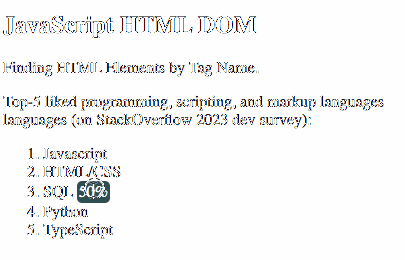 JavaScript HTML DOM
Finding HTML Elements by Tag Name.
Top-5 liked programming, scripting, and markup languages
languages (on StackOverflow 2023 dev survey):
1. Javascript
2. HTML/CSS
3. SQL 50%
4. Python
5. TypeScript